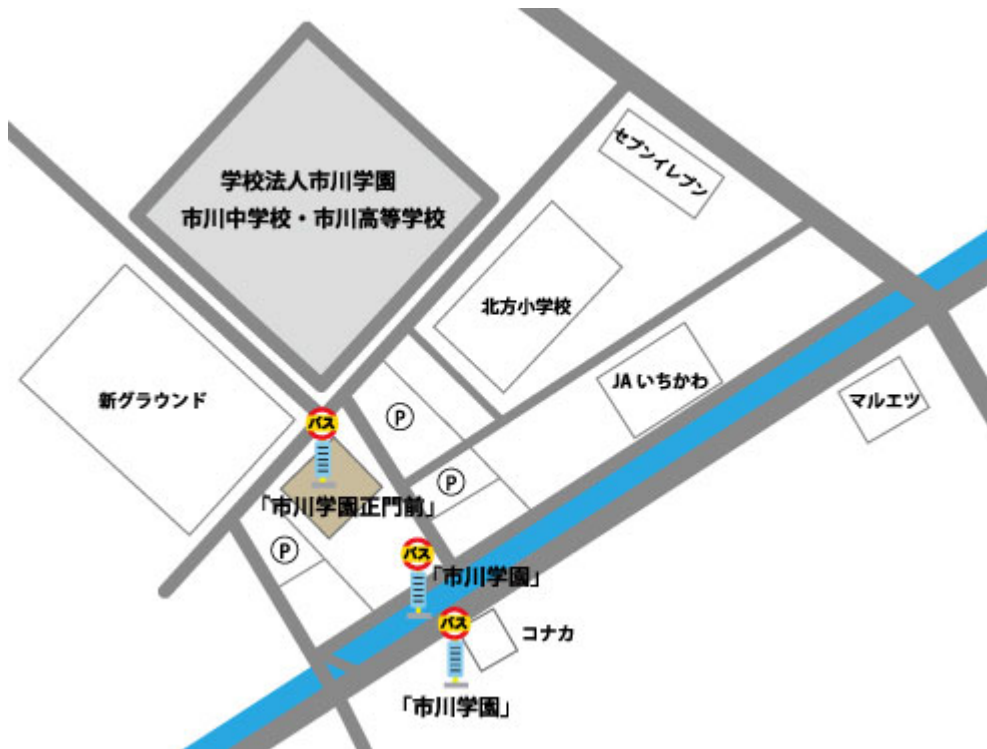 学校法人市川学園
市川中学校・市川高等学校
セブンイレブン
北方小学校
JA いちかわ
マルエツ
新グラウンド
P
バス
「市川学園正門前」
P
P
バス
「市川学園」
バス
コナカ
「市川学園」